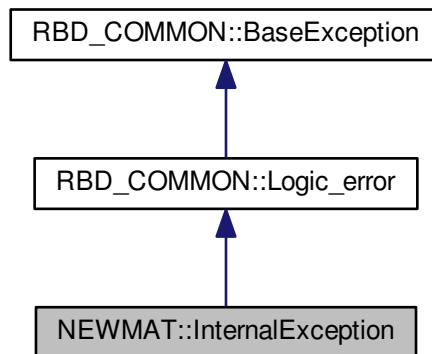 RBD_COMMON::BaseException
RBD_COMMON::Logic_error
NEWMAT::InternalException